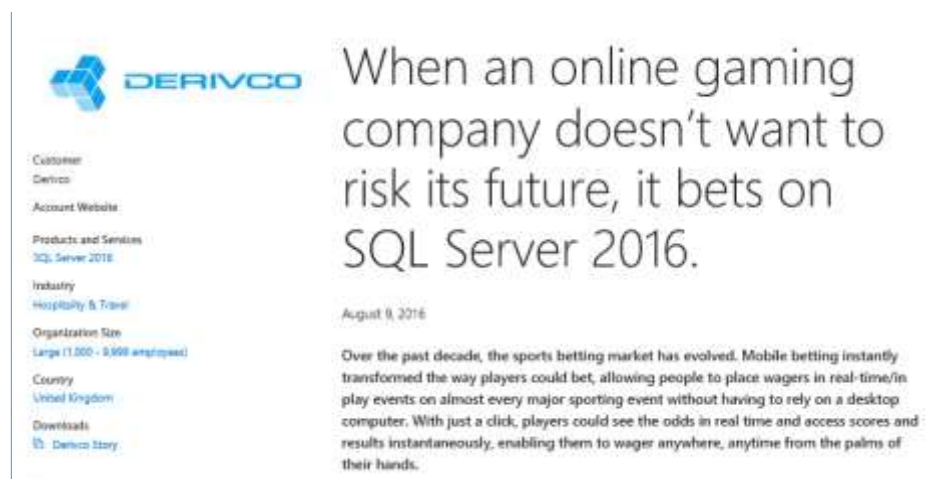 DERIVCO
Customer
Derivco
Account Website
Products and Services
SQL Server 2016
Industry
Hospitality & Travel
Organization Size
Large (1,000 - 9,999 employees)
Country
United Kingdom
Downloads
Derivco Story
When an online gaming
company doesn't want to
risk its future, it bets on
SQL Server 2016.
August 9, 2016
Over the past decade, the sports betting market has evolved. Mobile betting instantly
transformed the way players could bet, allowing people to place wagers in real-time/in
play events on almost every major sporting event without having to rely on a desktop
computer. With just a click, players could see the odds in real time and access scores and
results instantaneously, enabling them to wager anywhere, anytime from the palms of
their hands.